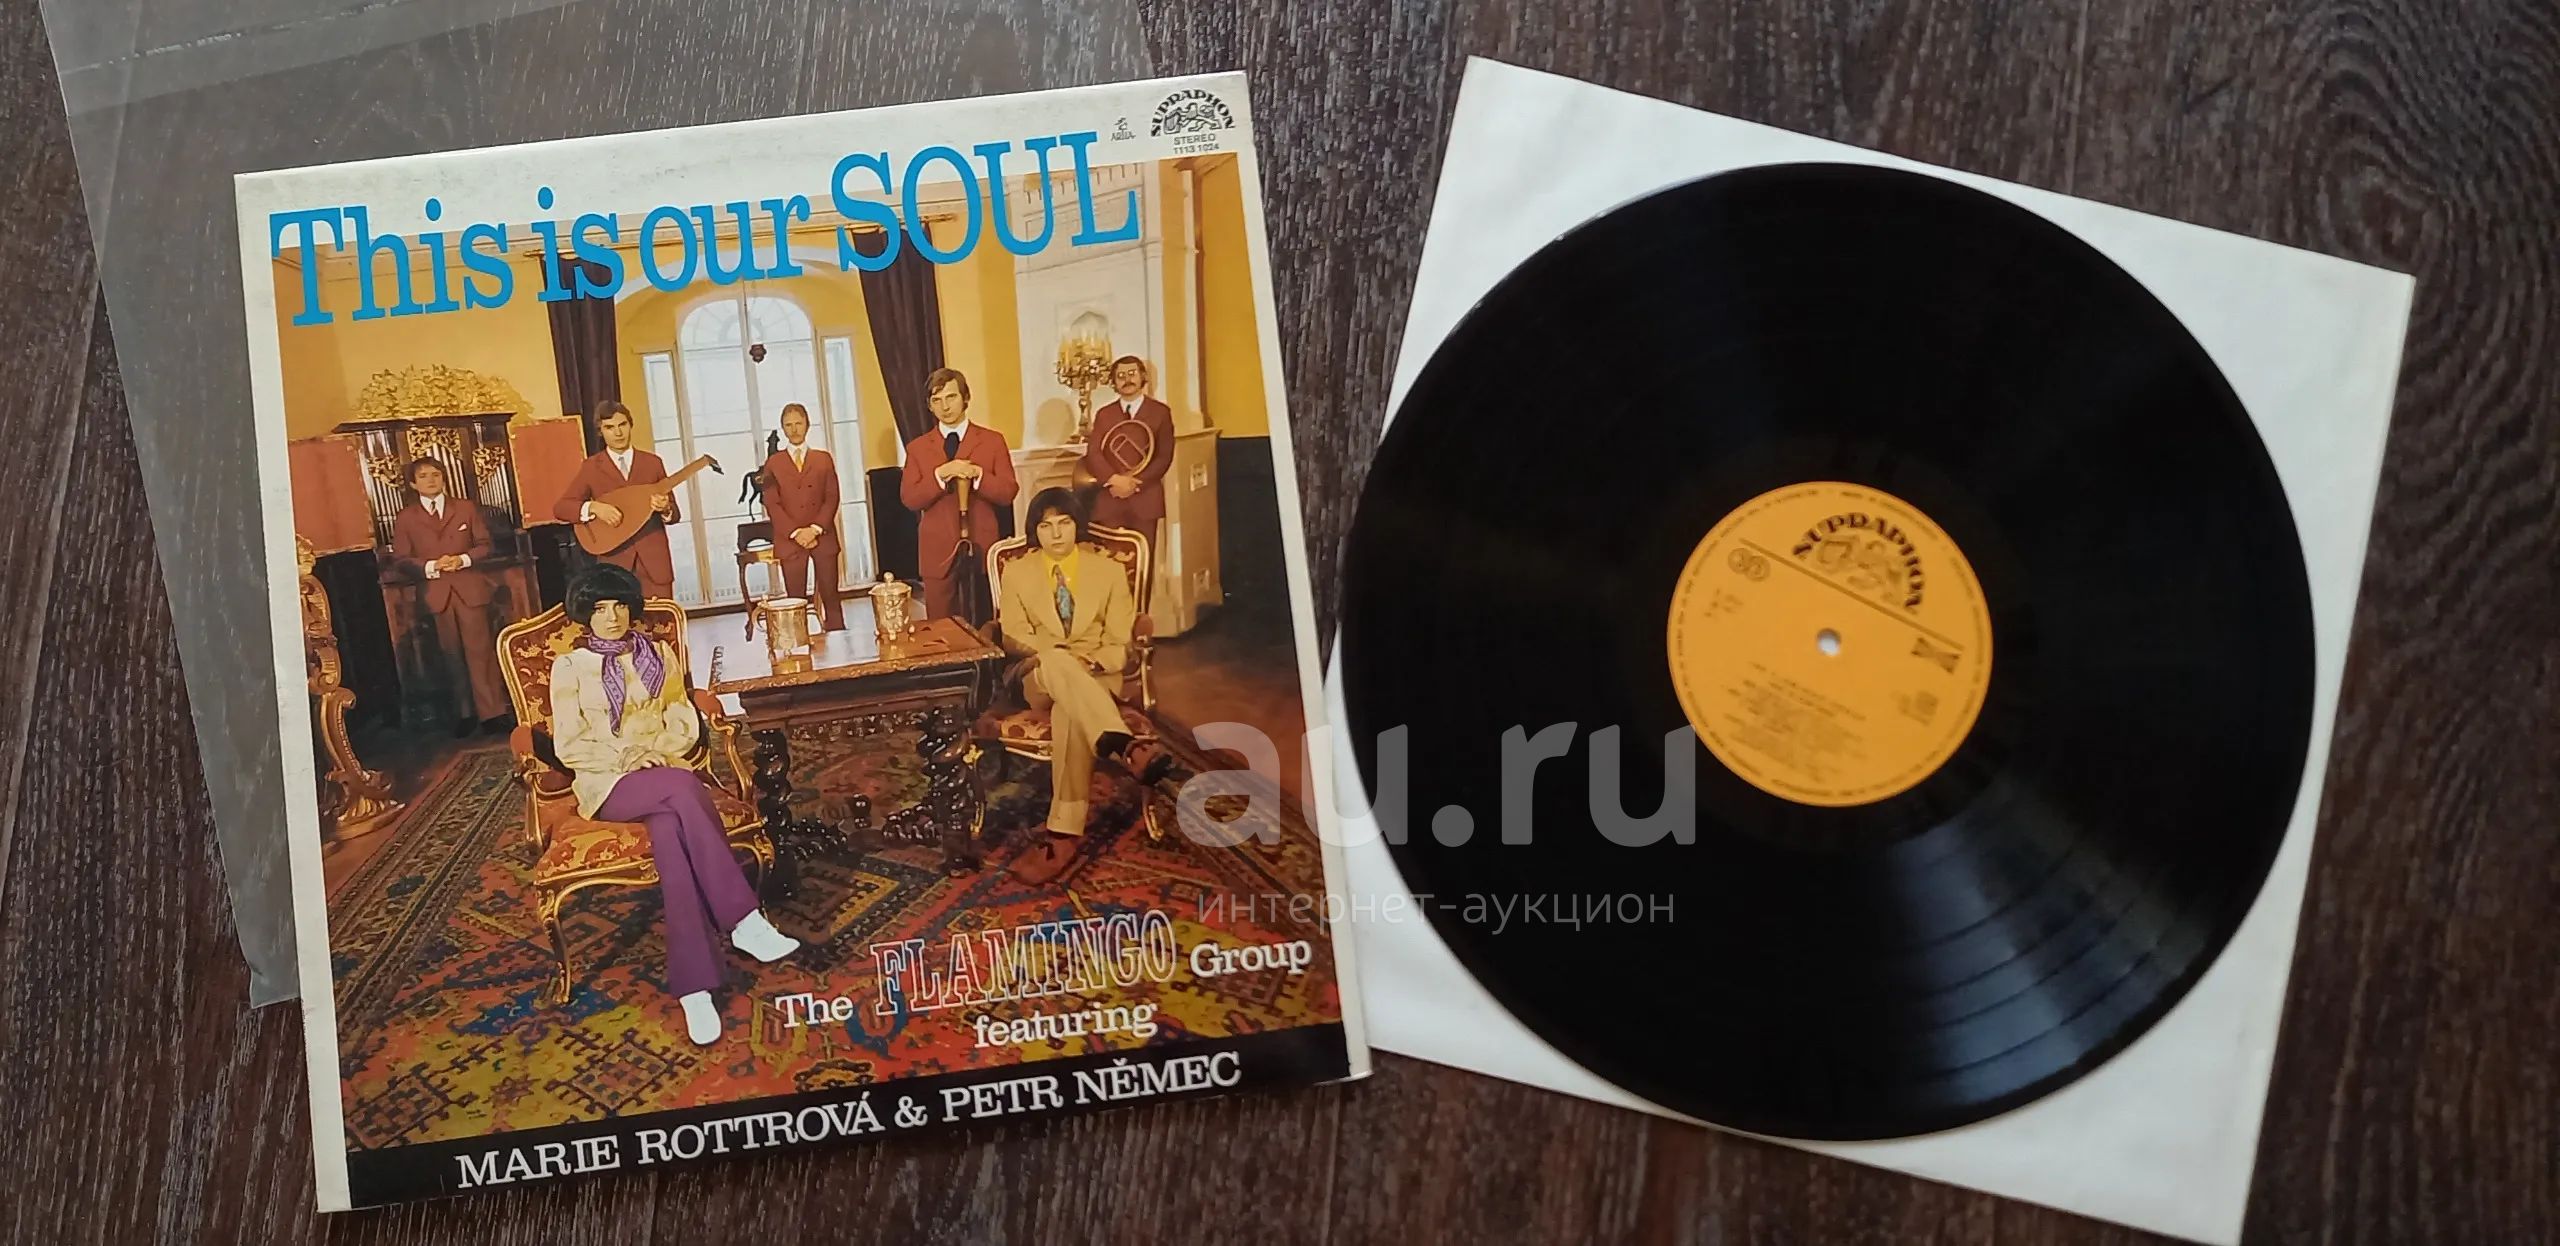 SUPRAPHON
STEREO
1113 1024
This is our SOUL
The FLAMINGO Group
featuring
MARIE ROTTROVÁ & PETR NĚMEC
SUPRAPHON
au.ru
интернет-аукцион